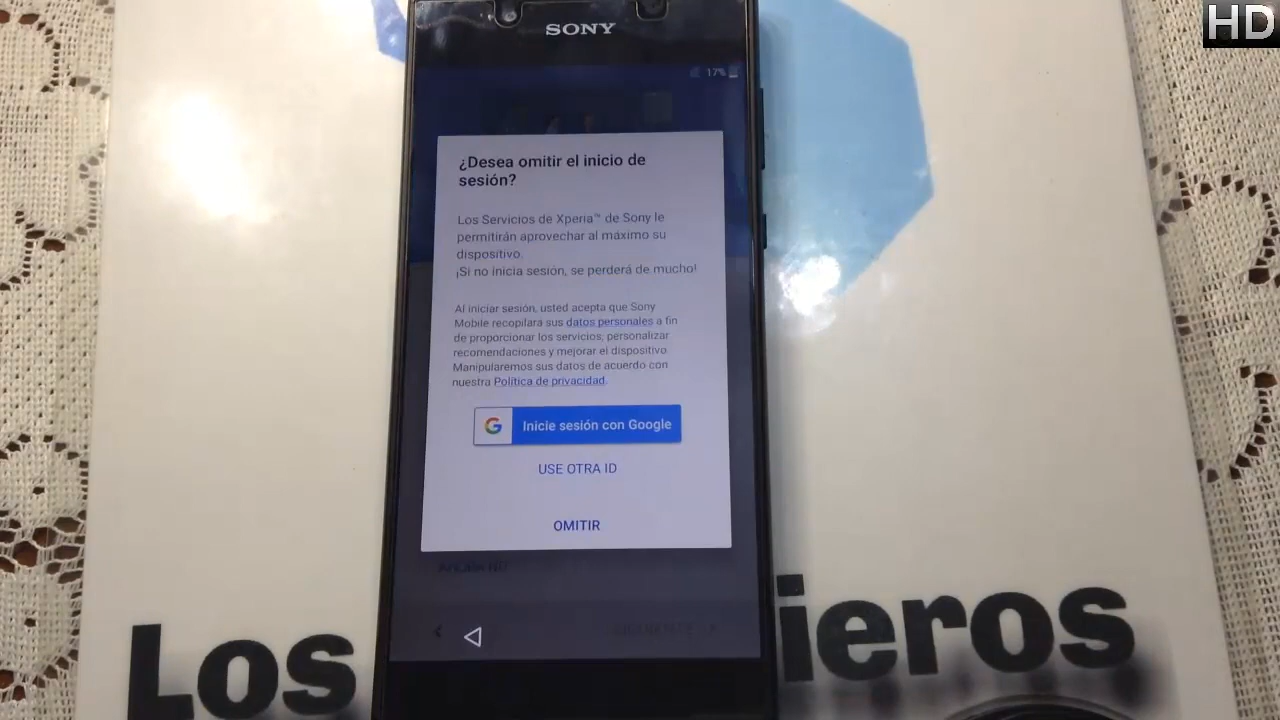 HD
SONY
17%
¿Desea omitir el inicio de
sesión?
Los Servicios de Xperia™ de Sony le
permitirán aprovechar al máximo su
dispositivo.
¡Si no inicia sesión, se perderá de mucho!
Al iniciar sesión, usted acepta que Sony
Mobile recopilara sus datos personales a fin
de proporcionar los servicios, personalizar
recomendaciones y mejorar el dispositivo.
Manipularemos sus datos de acuerdo con
nuestra Política de privacidad.
G Inicie sesión con Google
USE OTRA ID
OMITIR
Los ieros